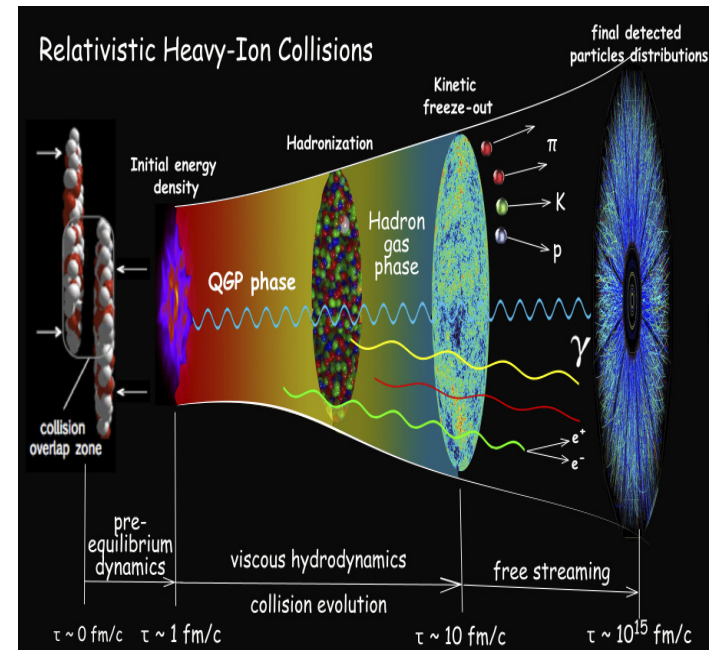 Relativistic Heavy-Ion Collisions
final detected
particles distributions
Kinetic
freeze-out
Hadronization
Initial energy
density
π
K
p
Hadron
gas
phase
QGP phase
γ
collision
overlap zone
e⁺
e⁻
pre-
equilibrium
dynamics
viscous hydrodynamics
collision evolution
free streaming
τ ~ 0 fm/c
τ ~ 1 fm/c
τ ~ 10 fm/c
τ ~ 10¹⁵ fm/c